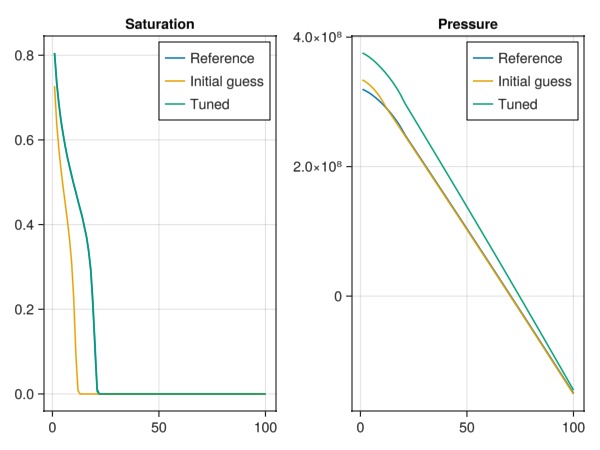 Saturation
Reference
Initial guess
Tuned
0.8
0.6
0.4
0.2
0.0
0
50
100
Pressure
Reference
Initial guess
Tuned
4.0×10⁸
2.0×10⁸
0
0
50
100